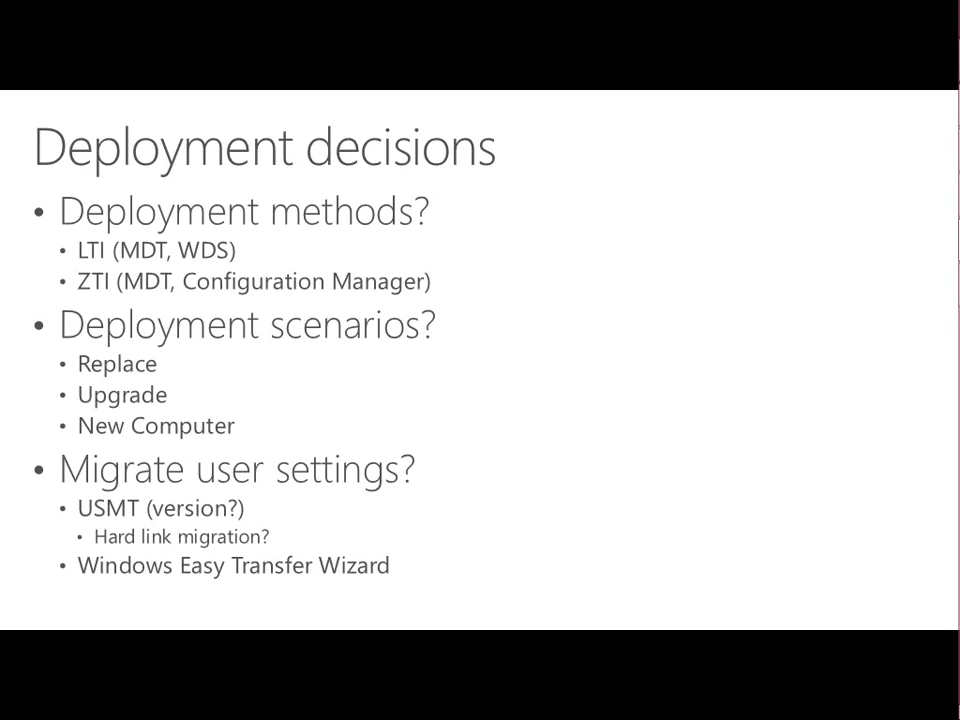 Deployment decisions
• Deployment methods?
• LTI (MDT, WDS)
• ZTI (MDT, Configuration Manager)
• Deployment scenarios?
• Replace
• Upgrade
• New Computer
• Migrate user settings?
• USMT (version?)
• Hard link migration?
• Windows Easy Transfer Wizard